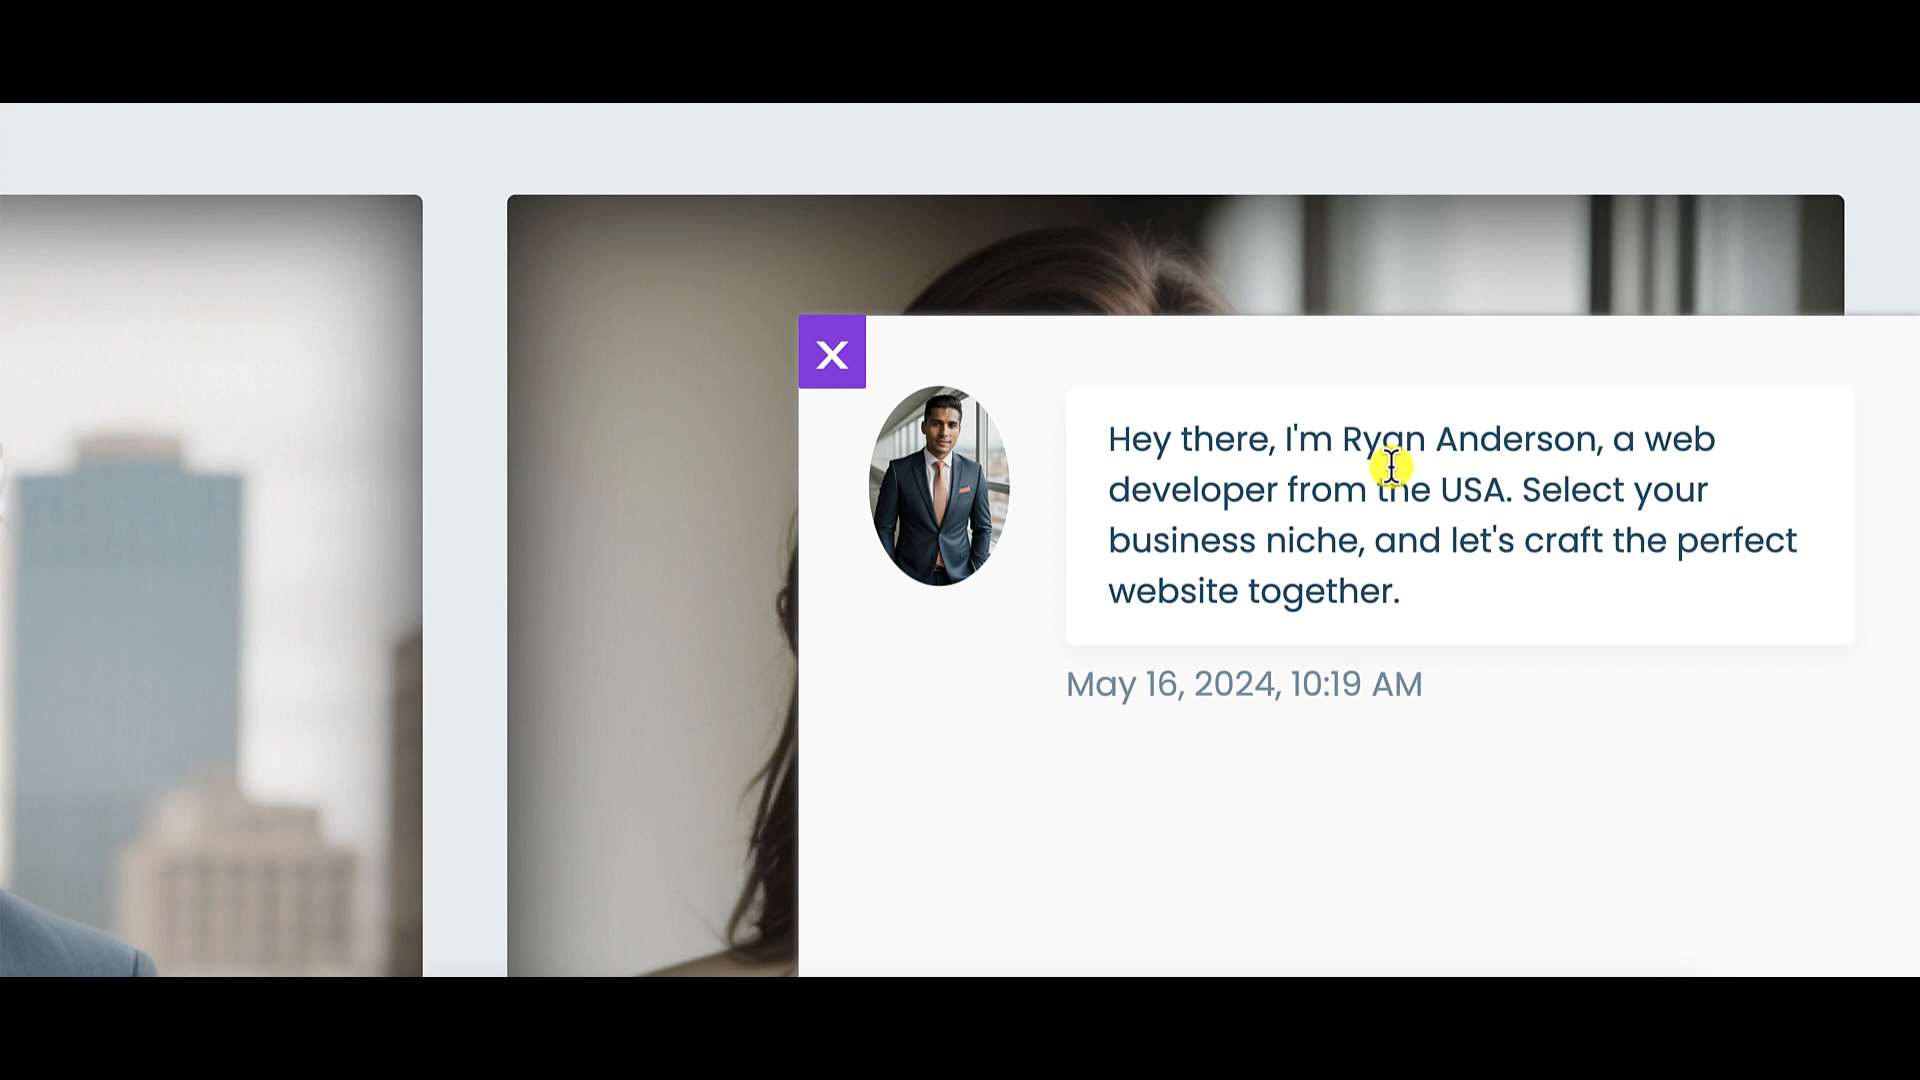 X
Hey there, I'm Ryan Anderson, a web
developer from the USA. Select your
business niche, and let's craft the perfect
website together.
May 16, 2024, 10:19 AM